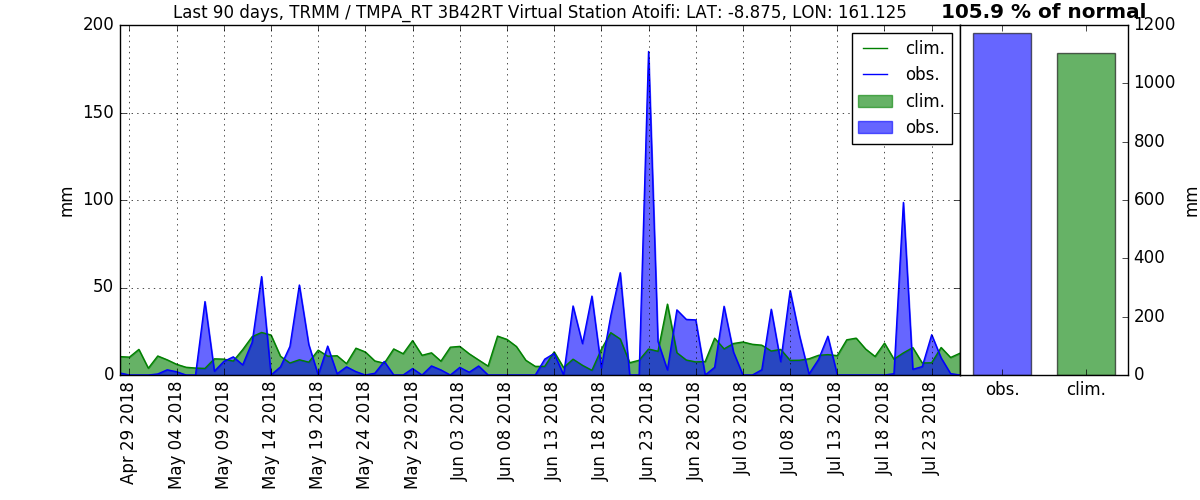 Last 90 days, TRMM / TMPA_RT 3B42RT Virtual Station Atoifi: LAT: -8.875, LON: 161.125
105.9 % of normal
200
150
100
50
0
mm
clim.
obs.
clim.
obs.
1200
1000
800
600
400
200
0
mm
obs.
clim.
Apr 29 2018
May 04 2018
May 09 2018
May 14 2018
May 19 2018
May 24 2018
May 29 2018
Jun 03 2018
Jun 08 2018
Jun 13 2018
Jun 18 2018
Jun 23 2018
Jun 28 2018
Jul 03 2018
Jul 08 2018
Jul 13 2018
Jul 18 2018
Jul 23 2018